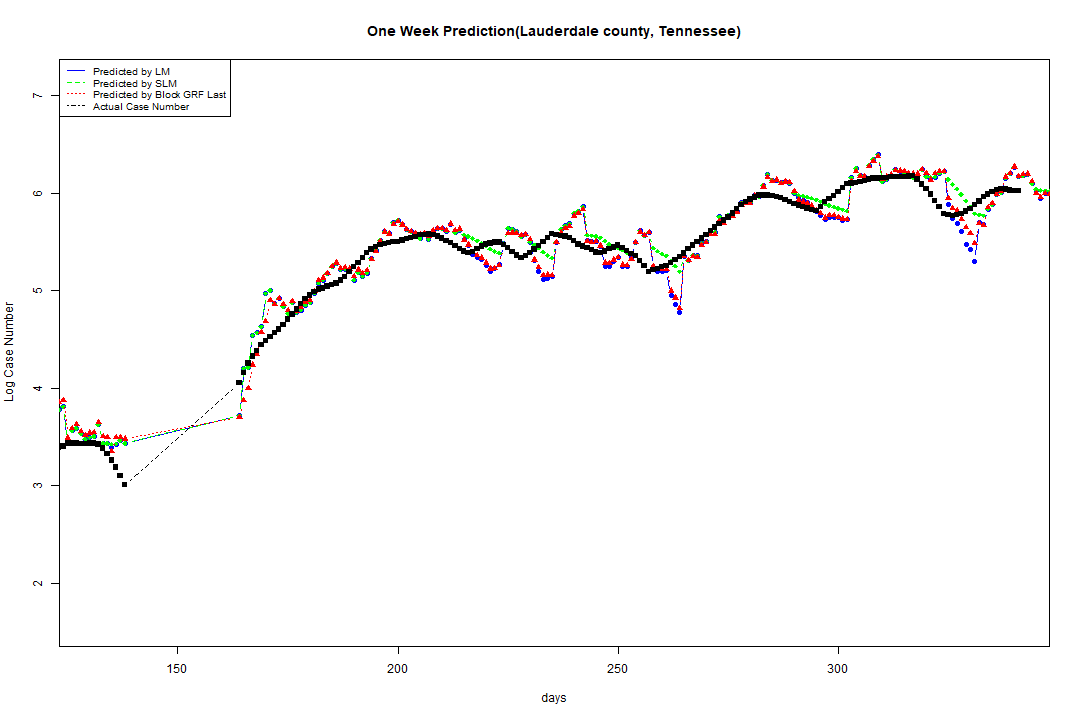 One Week Prediction(Lauderdale county, Tennessee)
Predicted by LM
Predicted by SLM
Predicted by Block GRF Last
Actual Case Number
7
6
5
4
3
2
Log Case Number
150 200 250 300
days